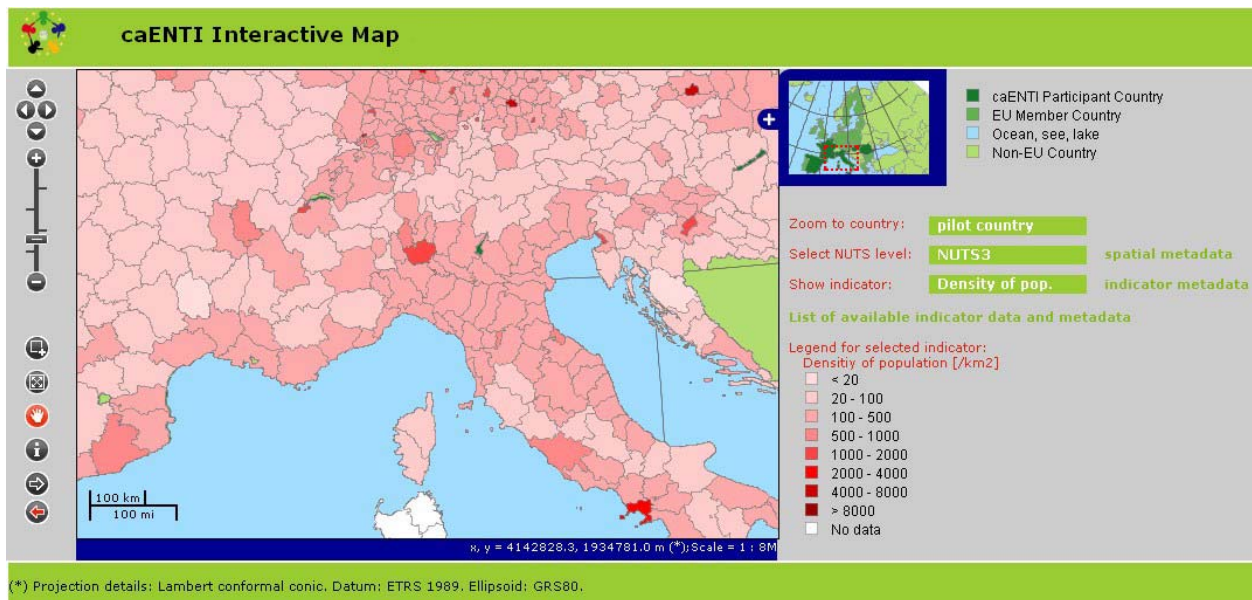 caENTI Interactive Map
caENTI Participant Country
EU Member Country
Ocean, see, lake
Non-EU Country
Zoom to country: pilot country
Select NUTS level: NUTS3 spatial metadata
Show indicator: Density of pop. indicator metadata
List of available indicator data and metadata
Legend for selected indicator:
Densitiy of population [/km2]
< 20
20 - 100
100 - 500
500 - 1000
1000 - 2000
2000 - 4000
4000 - 8000
> 8000
No data
100 km
100 mi
x, y = 4142828.3, 1934781.0 m (*);Scale = 1 : 8M
(*) Projection details: Lambert conformal conic. Datum: ETRS 1989. Ellipsoid: GRS80.